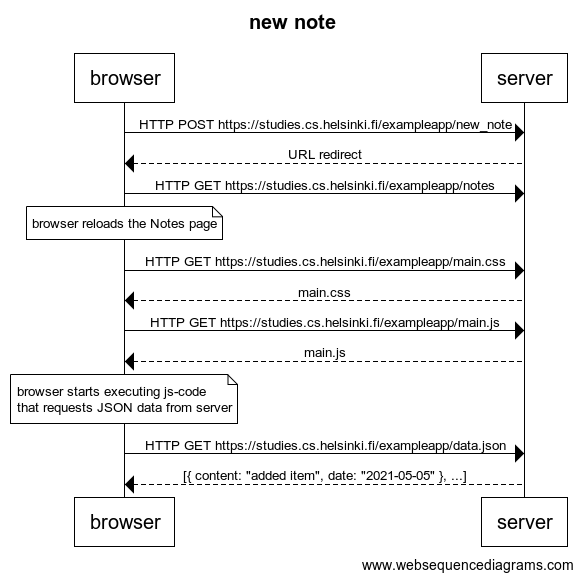 new note
browser
server
HTTP POST https://studies.cs.helsinki.fi/exampleapp/new_note
URL redirect
HTTP GET https://studies.cs.helsinki.fi/exampleapp/notes
browser reloads the Notes page
HTTP GET https://studies.cs.helsinki.fi/exampleapp/main.css
main.css
HTTP GET https://studies.cs.helsinki.fi/exampleapp/main.js
main.js
browser starts executing js-code
that requests JSON data from server
HTTP GET https://studies.cs.helsinki.fi/exampleapp/data.json
[{ content: "added item", date: "2021-05-05" }, ...]
browser
server
www.websequencediagrams.com